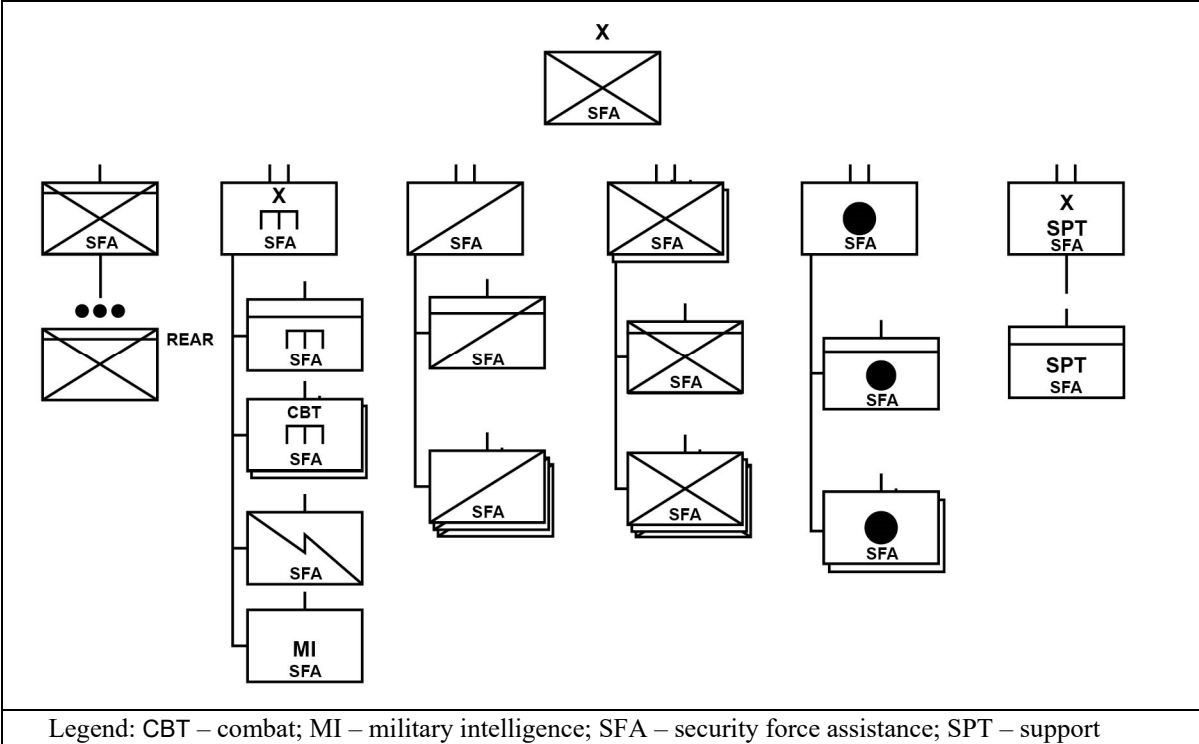 X
SFA
SFA
X
SFA
SFA
SFA
SFA
X
SPT
SFA
REAR
SFA
SFA
SFA
SFA
SPT
SFA
CBT
SFA
SFA
SFA
SFA
SFA
MI
SFA
Legend: CBT – combat; MI – military intelligence; SFA – security force assistance; SPT – support